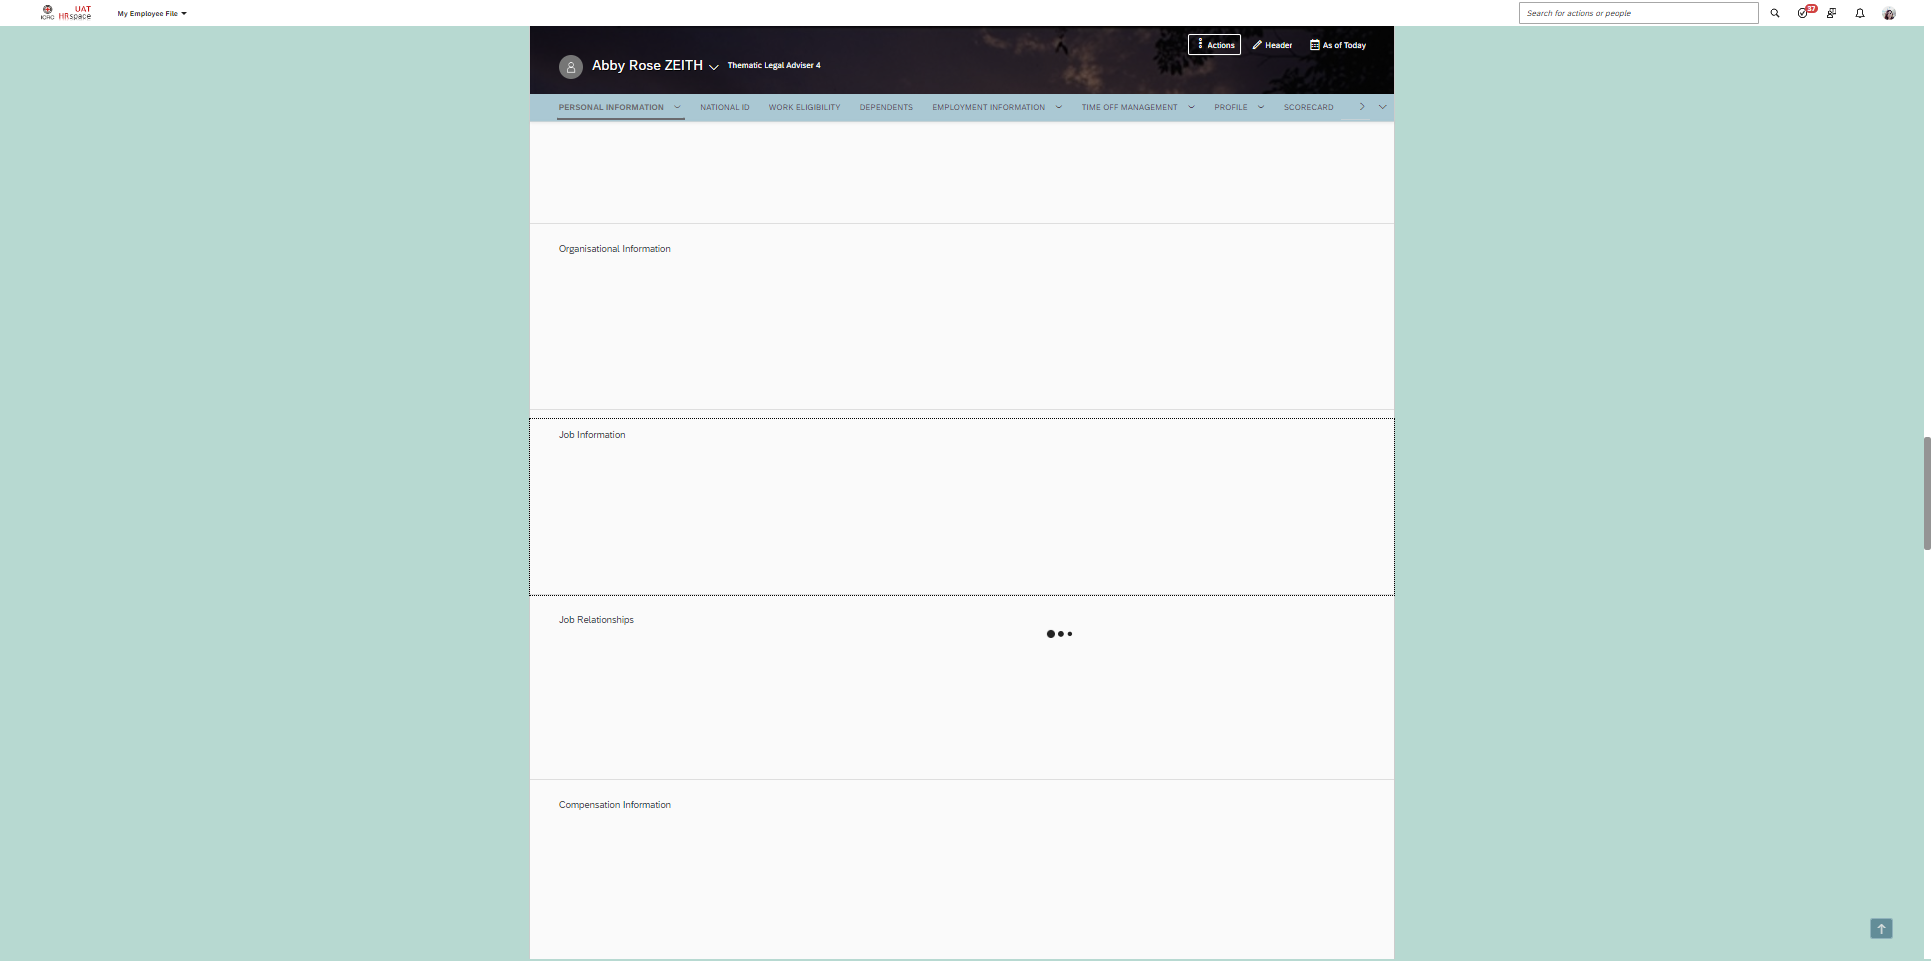 ICRC
UAT
HRspace
My Employee File
Search for actions or people
37
Actions
Header
As of Today
Abby Rose ZEITH
Thematic Legal Adviser 4
PERSONAL INFORMATION
NATIONAL ID
WORK ELIGIBILITY
DEPENDENTS
EMPLOYMENT INFORMATION
TIME OFF MANAGEMENT
PROFILE
SCORECARD
Organisational Information
Job Information
Job Relationships
Compensation Information